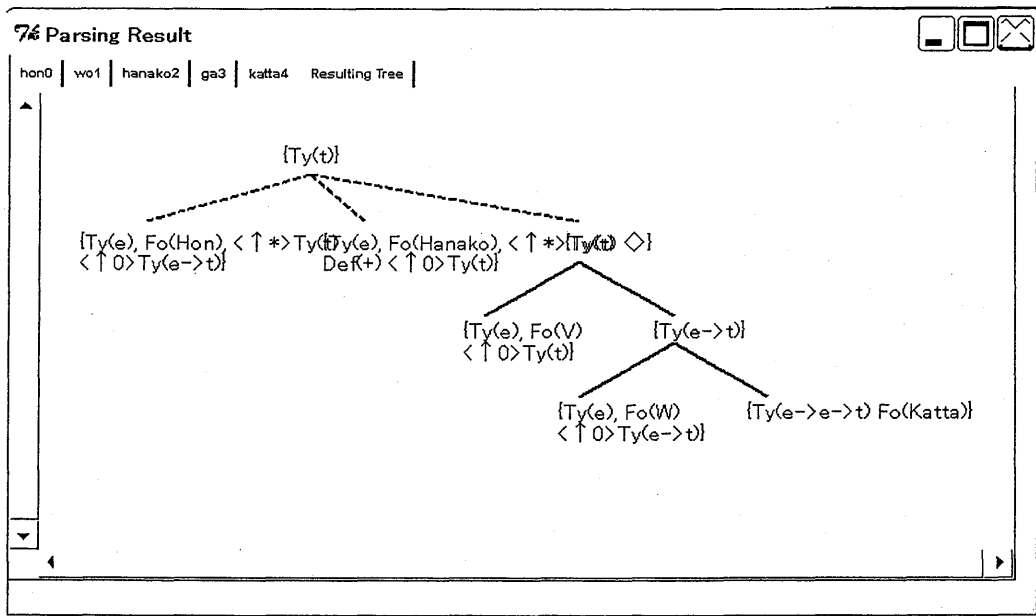 Parsing Result
hon0 wo1 hanako2 ga3 katta4 Resulting Tree
{Ty(t)}
{Ty(e), Fo(Hon), <↑*>Ty(t)
<↑0>Ty(e->t)}
{Ty(e), Fo(Hanako), <↑*>
Def(+) <↑0>Ty(t)}
{Ty(t) ◇}
{Ty(e), Fo(V)
<↑0>Ty(t)}
{Ty(e->t)}
{Ty(e), Fo(W)
<↑0>Ty(e->t)}
{Ty(e->e->t) Fo(Katta)}